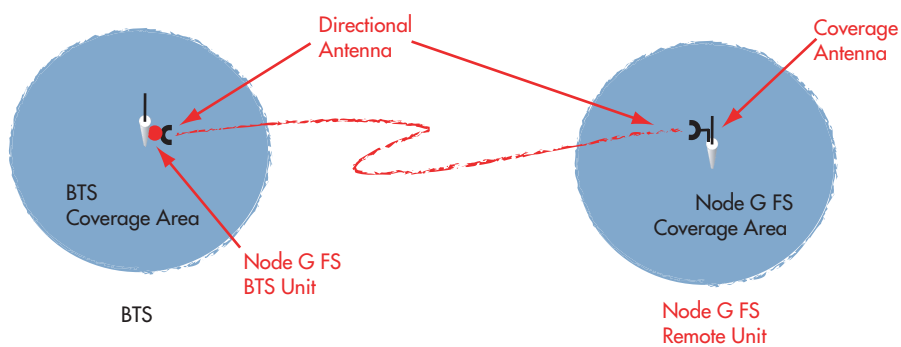 Directional
Antenna
Coverage
Antenna
BTS
Coverage Area
Node G FS
Coverage Area
Node G FS
BTS Unit
BTS
Node G FS
Remote Unit